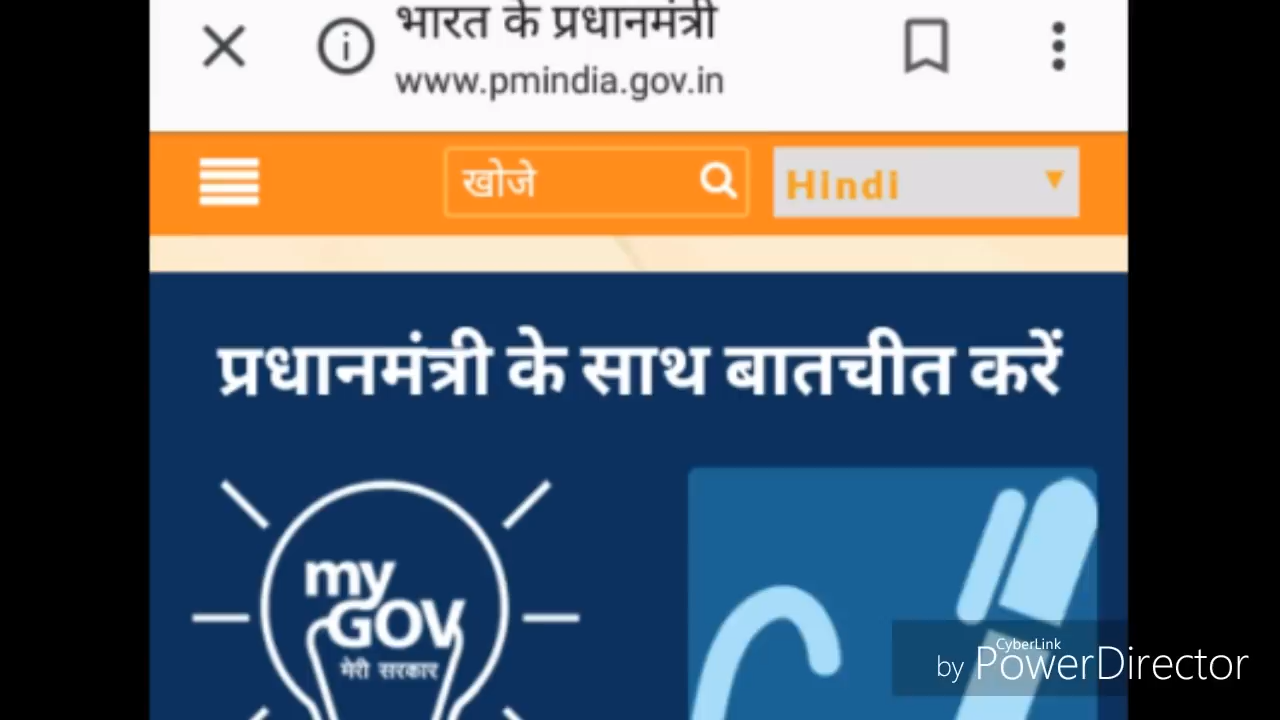 भारत के प्रधानमंत्री
www.pmindia.gov.in
खोजे
Hindi
प्रधानमंत्री के साथ बातचीत करें
my
GOV
मेरी सरकार
CyberLink
by PowerDirector